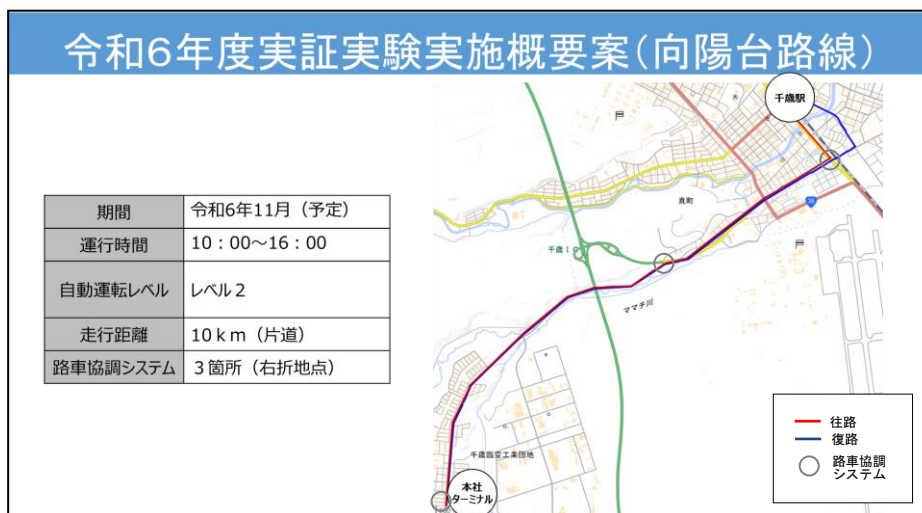 令和6年度実証実験実施概要案(向陽台路線)
期間 令和6年11月（予定）
運行時間 10：00～16：00
自動運転レベル レベル2
走行距離 10ｋｍ（片道）
路車協調システム 3箇所（右折地点）
千歳駅
真町
36
千歳IC
ママチ川
千歳臨空工業団地
本社
ターミナル
往路
復路
路車協調
システム